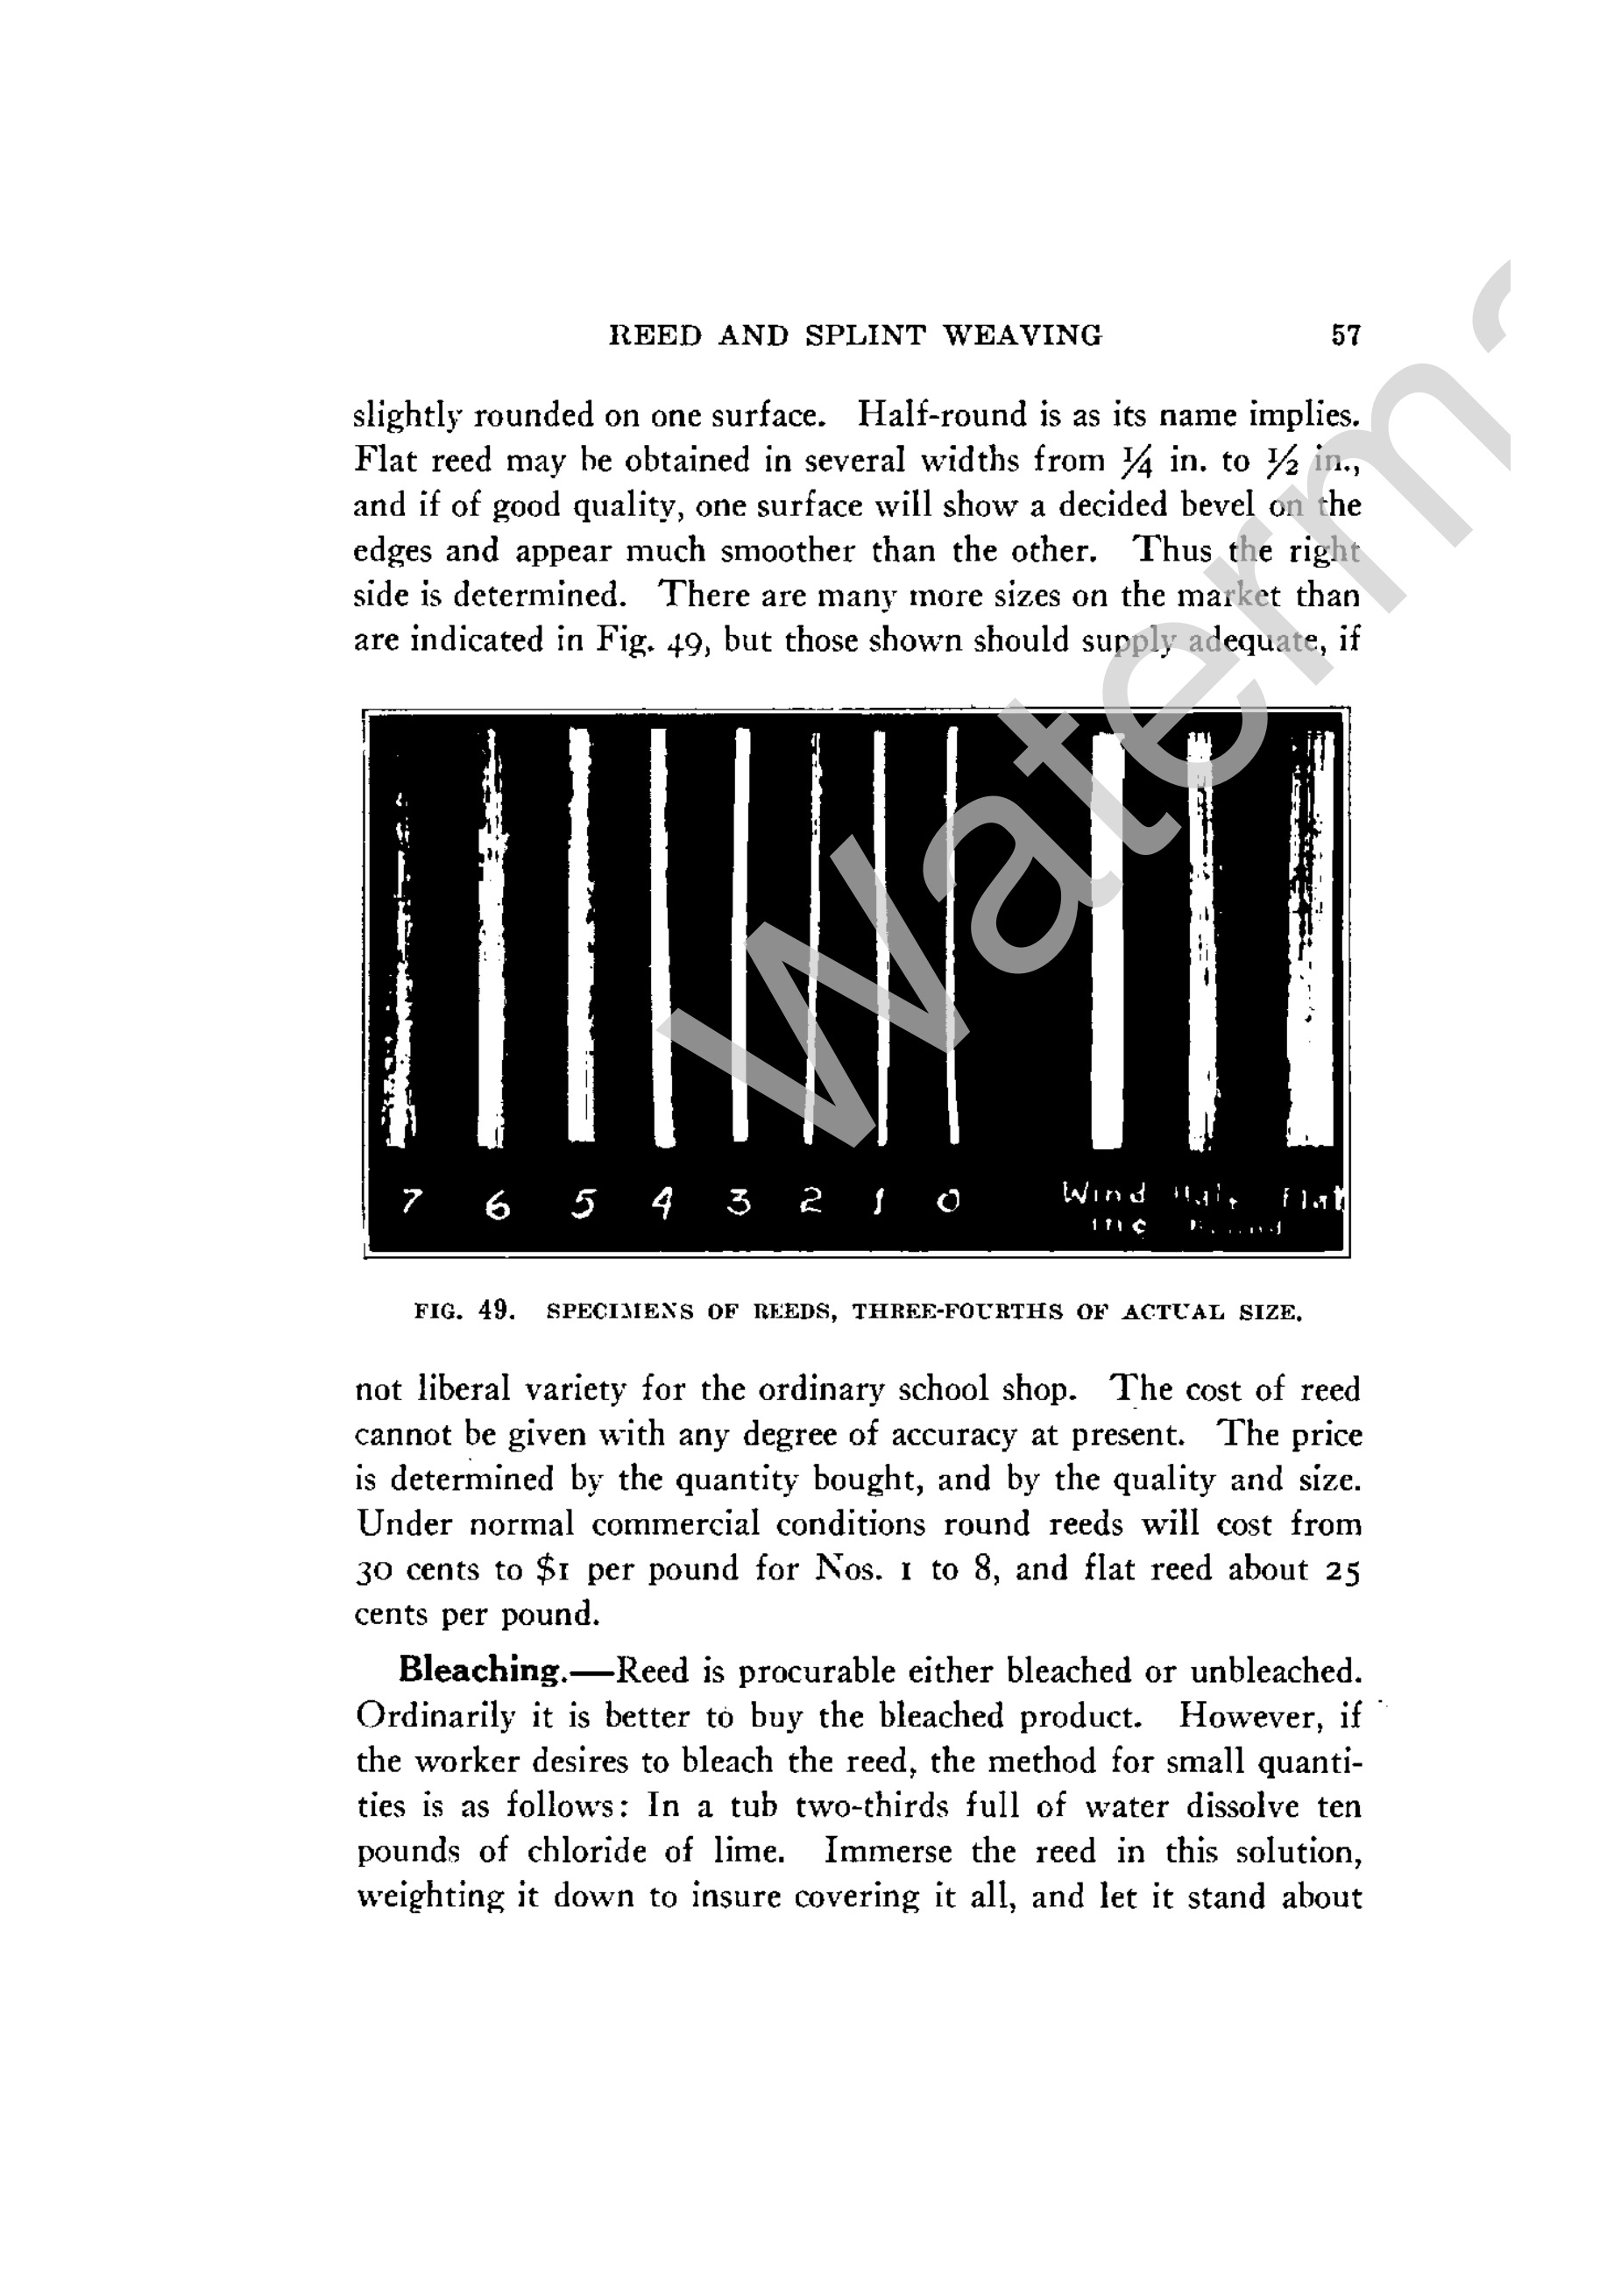 REED AND SPLINT WEAVING 57
slightly rounded on one surface. Half-round is as its name implies.
Flat reed may be obtained in several widths from ¼ in. to ½ in.,
and if of good quality, one surface will show a decided bevel on the
edges and appear much smoother than the other. Thus the right
side is determined. There are many more sizes on the market than
are indicated in Fig. 49, but those shown should supply adequate, if
7 6 5 4 3 2 1 0 Wind Half Flat
ing Round
FIG. 49. SPECIMENS OF REEDS, THREE-FOURTHS OF ACTUAL SIZE.
not liberal variety for the ordinary school shop. The cost of reed
cannot be given with any degree of accuracy at present. The price
is determined by the quantity bought, and by the quality and size.
Under normal commercial conditions round reeds will cost from
30 cents to $1 per pound for Nos. 1 to 8, and flat reed about 25
cents per pound.
Bleaching.—Reed is procurable either bleached or unbleached.
Ordinarily it is better to buy the bleached product. However, if
the worker desires to bleach the reed, the method for small quanti-
ties is as follows: In a tub two-thirds full of water dissolve ten
pounds of chloride of lime. Immerse the reed in this solution,
weighting it down to insure covering it all, and let it stand about
Waterma